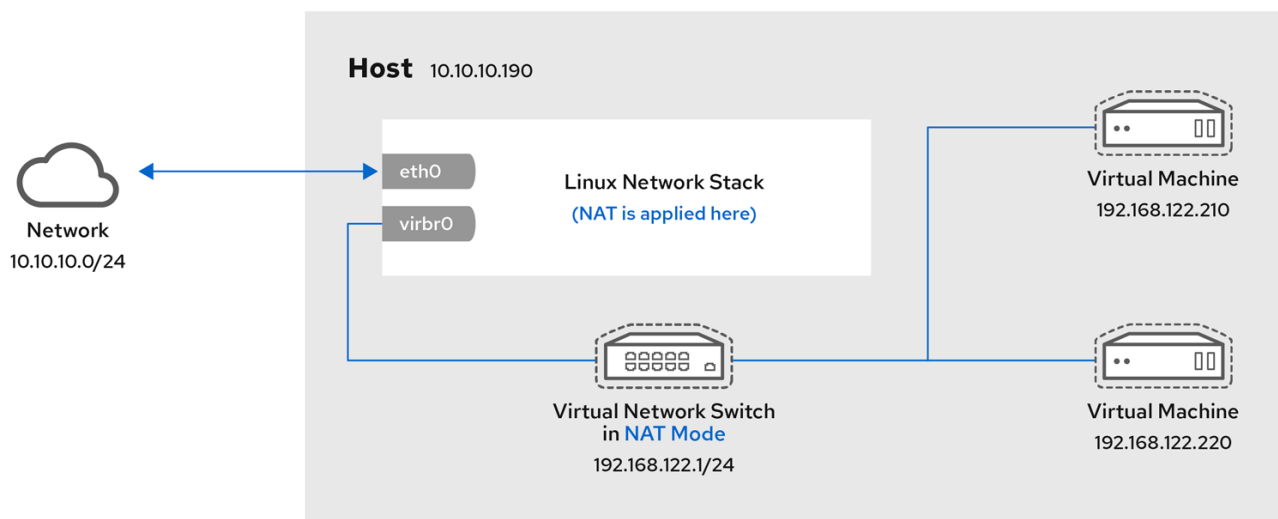 Host 10.10.10.190
eth0
virbr0
Linux Network Stack
(NAT is applied here)
Network
10.10.10.0/24
Virtual Machine
192.168.122.210
Virtual Network Switch
in NAT Mode
192.168.122.1/24
Virtual Machine
192.168.122.220